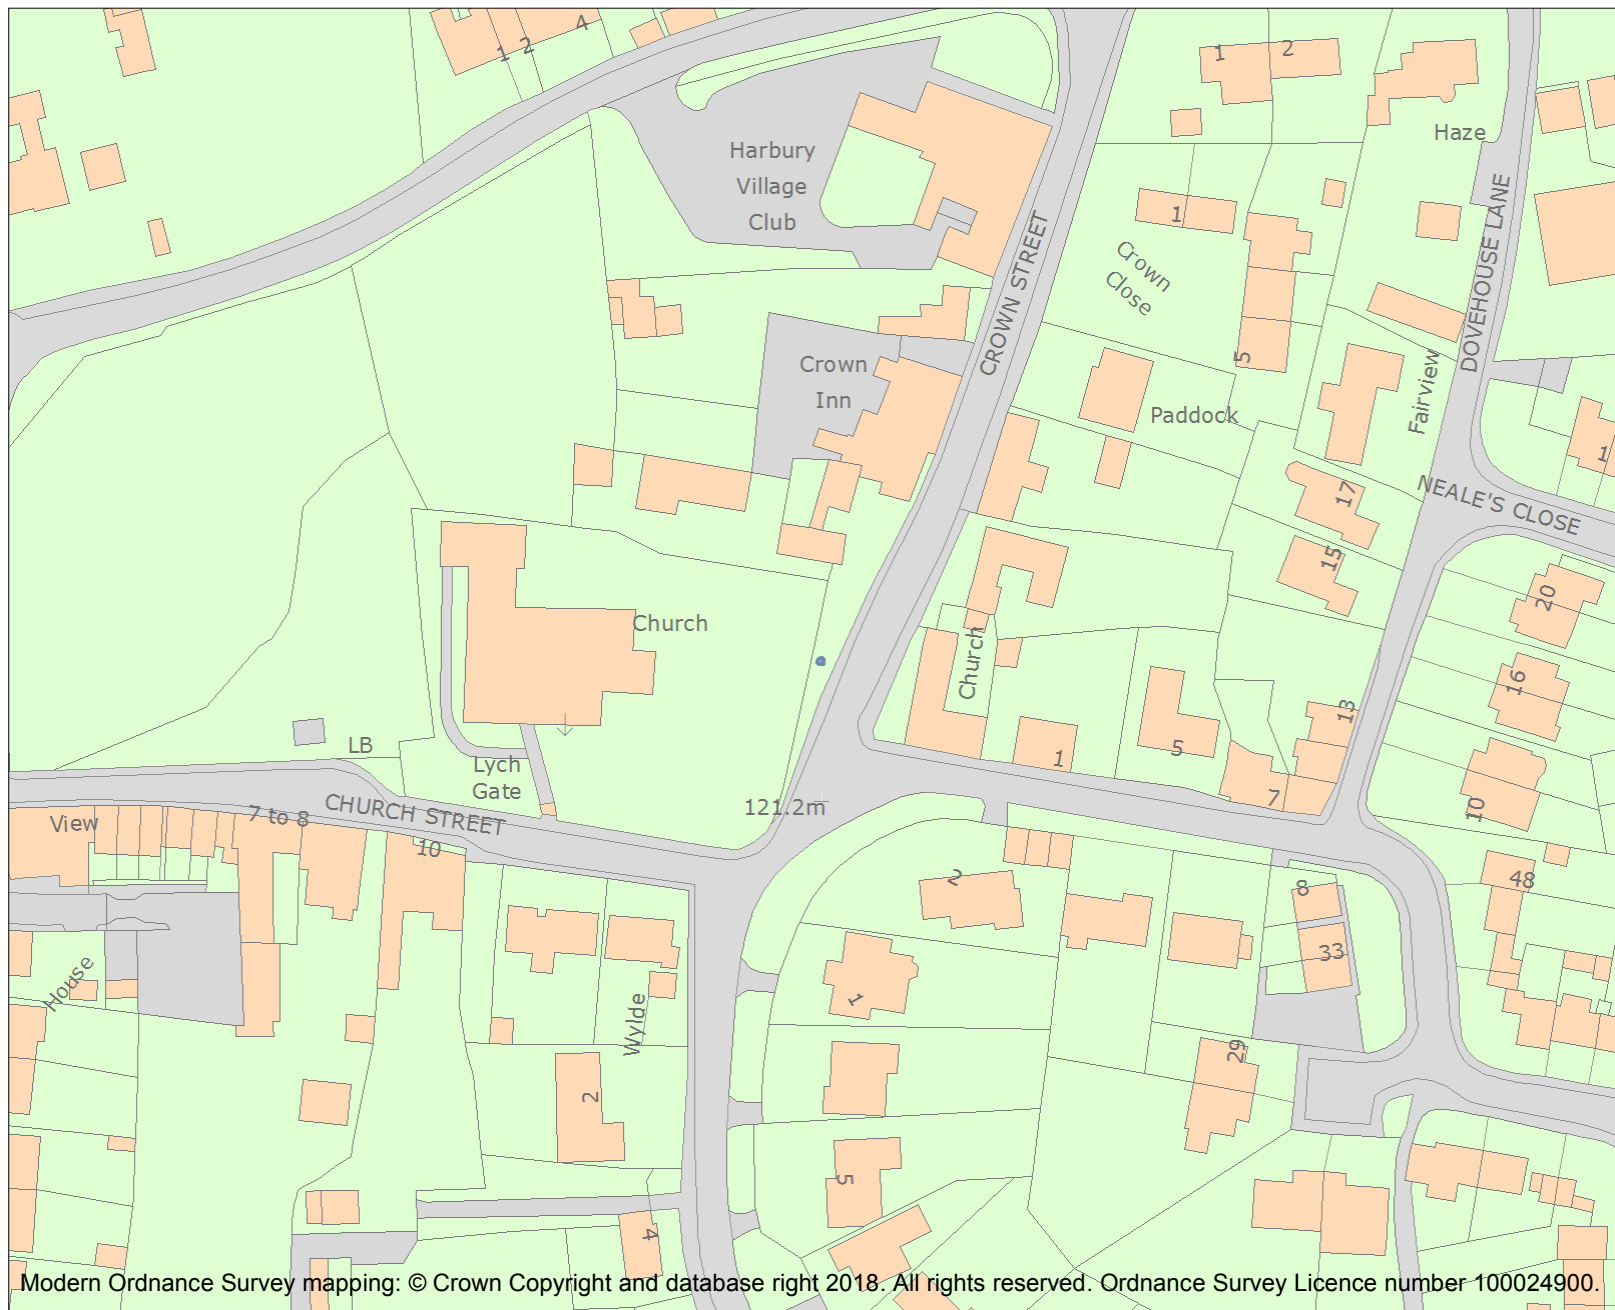 1
2
4
1
2
Haze
Harbury
Village
Club
DOVEHOUSE LANE
1
CROWN STREET
Crown
Close
5
Crown
Inn
Paddock
Fairview
1
NEALE'S CLOSE
17
15
20
Church
Church
16
13
LB
Lych
Gate
5
1
7
10
121.2m
View
7 to 8
CHURCH STREET
10
2
8
48
33
House
1
Wylde
29
2
5
4
Modern Ordnance Survey mapping: © Crown Copyright and database right 2018. All rights reserved. Ordnance Survey Licence number 100024900.